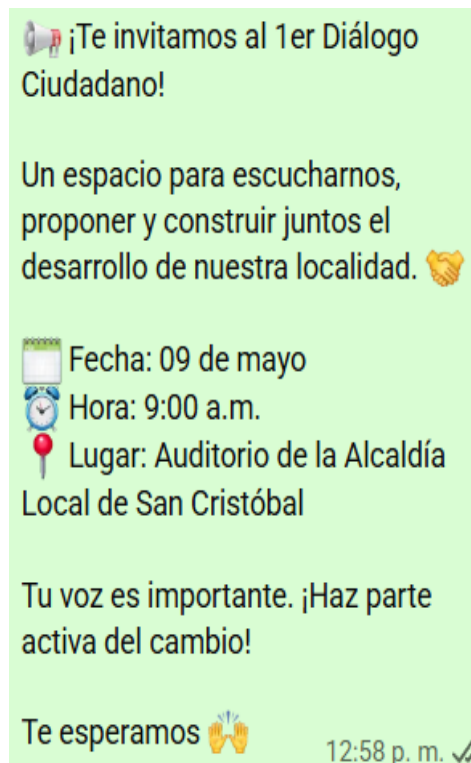 📢 ¡Te invitamos al 1er Diálogo
Ciudadano!
Un espacio para escucharnos,
proponer y construir juntos el
desarrollo de nuestra localidad. 🤝
🗓️ Fecha: 09 de mayo
⏰ Hora: 9:00 a.m.
📍 Lugar: Auditorio de la Alcaldía
Local de San Cristóbal
Tu voz es importante. ¡Haz parte
activa del cambio!
Te esperamos 🙌
12:58 p. m.